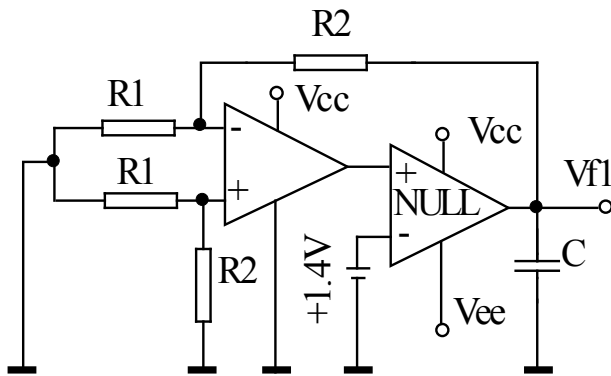 R2
R1
Vcc
-
Vcc
R1
+
+
NULL
Vf1
-
R2
+1.4V
C
Vee